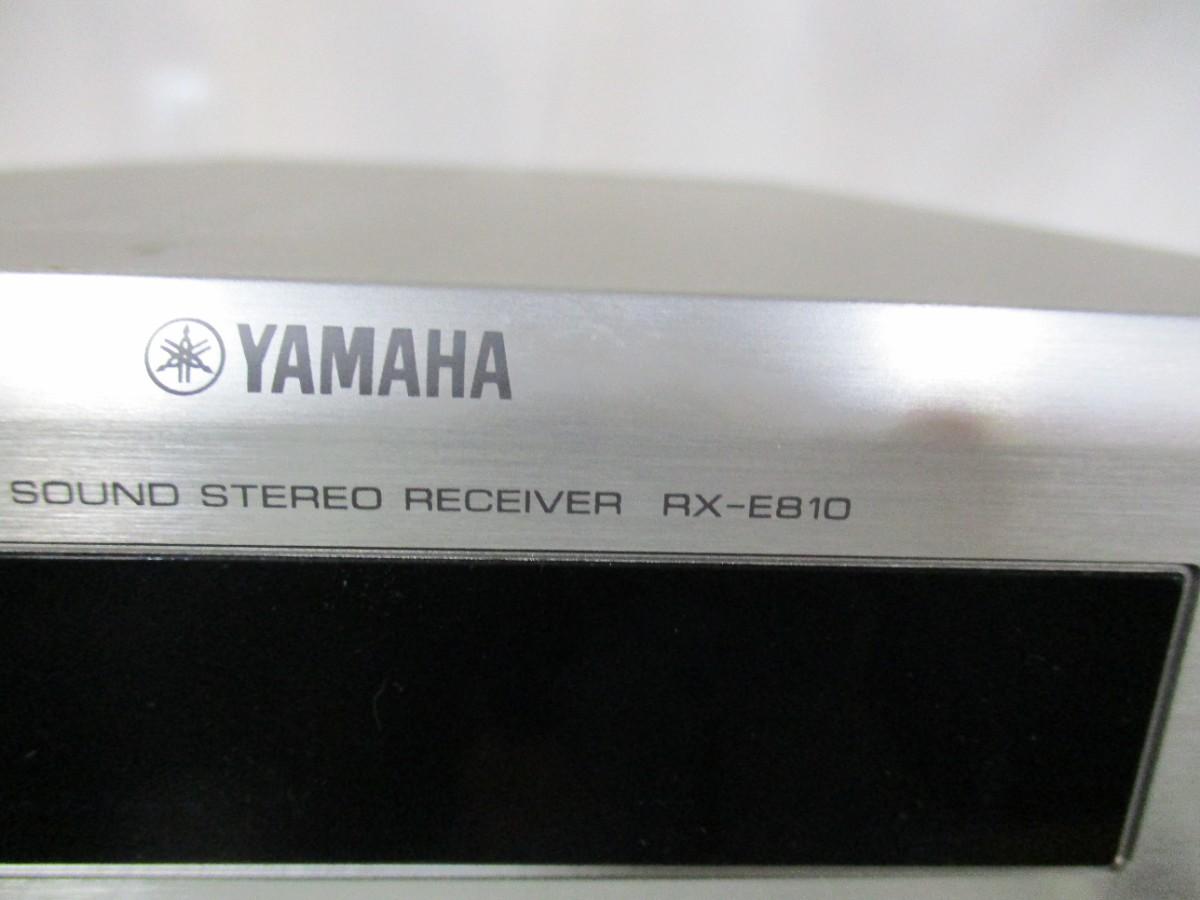 YAMAHA
SOUND STEREO RECEIVER RX-E810